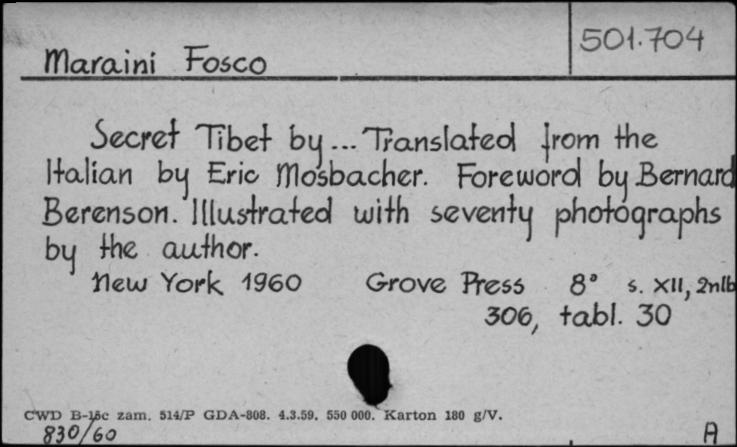 501.704
Maraini Fosco
Secret Tibet by... Translated from the
Italian by Eric Mosbacher. Foreword by Bernard
Berenson. Illustrated with seventy photographs
by the author.
New York 1960 Grove Press 8° s. XII, 2nlb
306, tabl. 30
CWD B-15c zam. 514/P GDA-808. 4.3.59. 550 000. Karton 180 g/V.
830/60 A